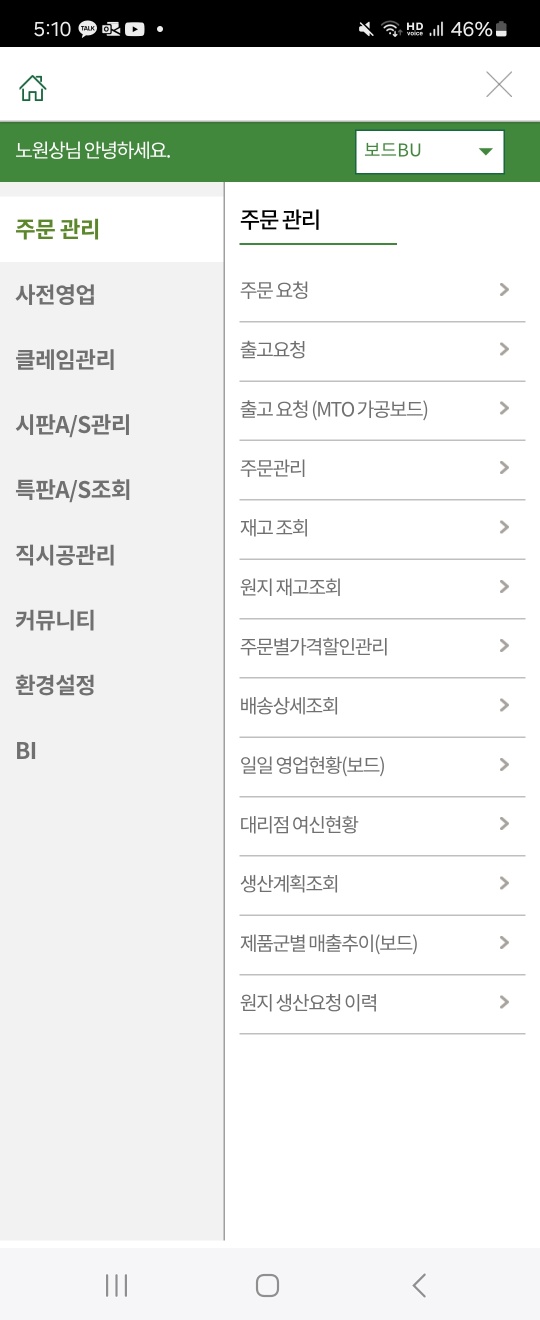 5:10 TALK HD voice 46%
노원상님 안녕하세요.
보드BU
주문 관리
사전영업
클레임관리
시판A/S관리
특판A/S조회
직시공관리
커뮤니티
환경설정
BI
주문 관리
주문 요청
출고요청
출고 요청 (MTO 가공보드)
주문관리
재고 조회
원지 재고조회
주문별가격할인관리
배송상세조회
일일 영업현황(보드)
대리점 여신현황
생산계획조회
제품군별 매출추이(보드)
원지 생산요청 이력